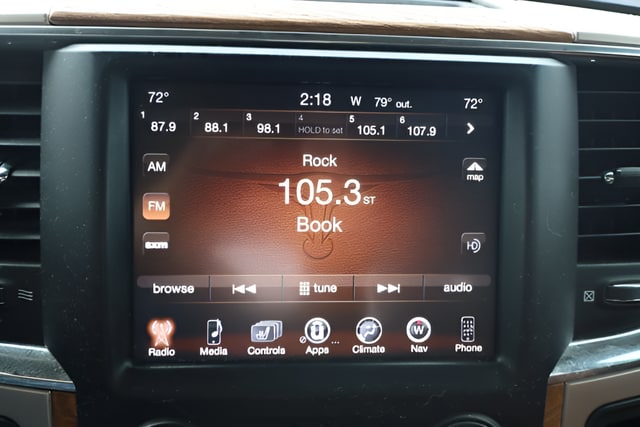 72° 2:18 W 79° out. 72°
1 87.9 2 88.1 3 98.1 4 HOLD to set 5 105.1 6 107.9
AM Rock map
FM 105.3 ST
Book
sxm HD
browse tune audio
Radio Media Controls Apps ... Climate Nav Phone
W